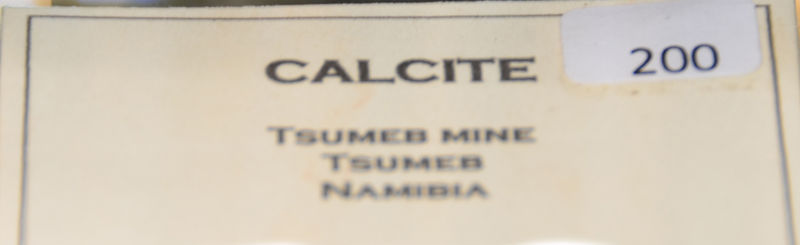 CALCITE
200
TSUMEB MINE
TSUMEB
NAMIBIA